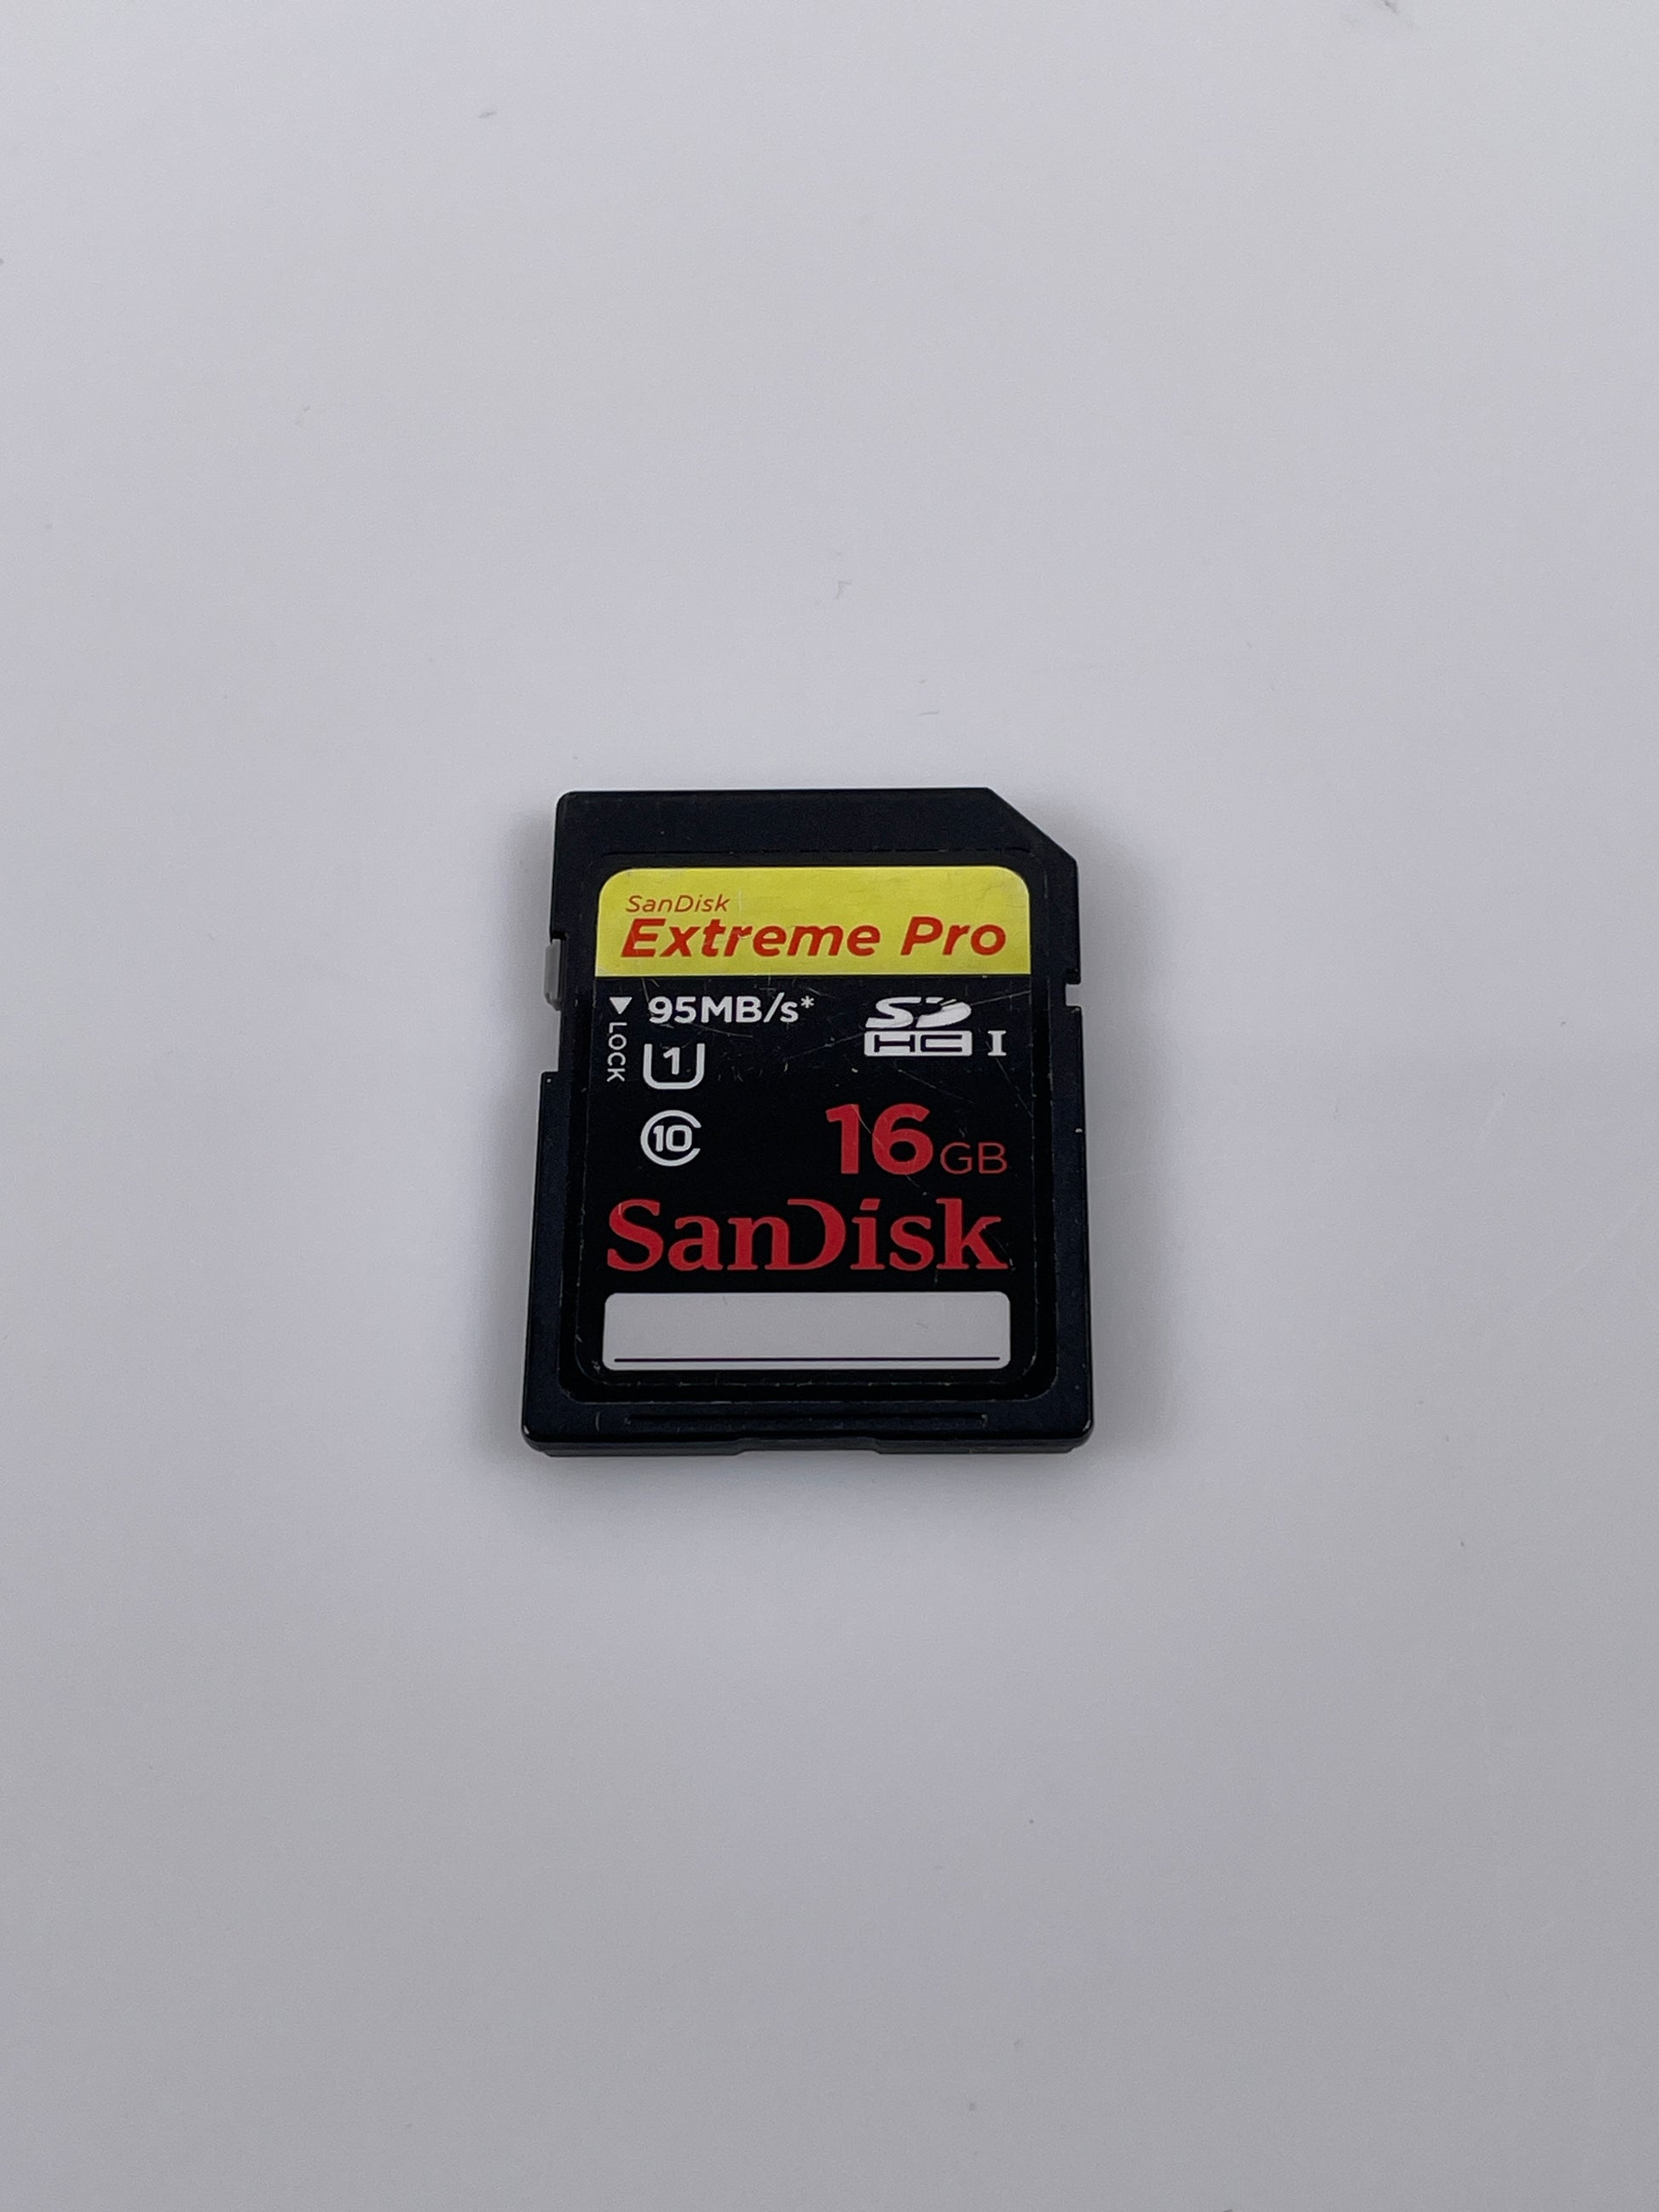 SanDisk
Extreme Pro
▼ 95MB/s*
LOCK
SD
HC I
1
10
16GB
SanDisk